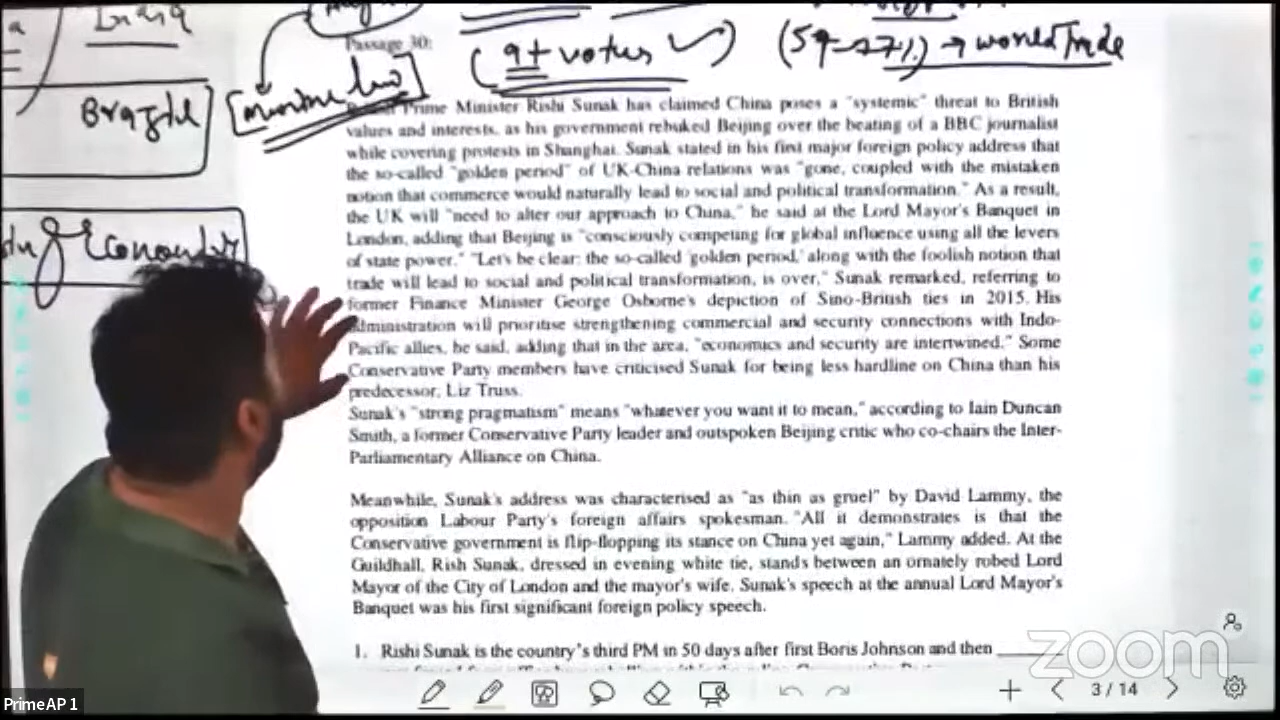 India
Passage 30:
(9+ votes
(59-27%) → world Trade
Prime Minister Rishi Sunak has claimed China poses a "systemic" threat to British
values and interests, as his government rebuked Beijing over the beating of a BBC journalist
while covering protests in Shanghai. Sunak stated in his first major foreign policy address that
the so-called "golden period" of UK-China relations was "gone, coupled with the mistaken
notion that commerce would naturally lead to social and political transformation." As a result,
the UK will "need to alter our approach to China," he said at the Lord Mayor's Banquet in
London, adding that Beijing is "consciously competing for global influence using all the levers
of state power." "Let's be clear: the so-called 'golden period,' along with the foolish notion that
trade will lead to social and political transformation, is over," Sunak remarked, referring to
former Finance Minister George Osborne's depiction of Sino-British ties in 2015. His
administration will prioritise strengthening commercial and security connections with Indo-
Pacific allies, he said, adding that in the area, "economics and security are intertwined." Some
Conservative Party members have criticised Sunak for being less hardline on China than his
predecessor, Liz Truss.
Sunak's "strong pragmatism" means "whatever you want it to mean," according to Iain Duncan
Smith, a former Conservative Party leader and outspoken Beijing critic who co-chairs the Inter-
Parliamentary Alliance on China.
Meanwhile, Sunak's address was characterised as "as thin as gruel" by David Lammy, the
opposition Labour Party's foreign affairs spokesman. "All it demonstrates is that the
Conservative government is flip-flopping its stance on China yet again," Lammy added. At the
Guildhall, Rish Sunak, dressed in evening white tie, stands between an ornately robed Lord
Mayor of the City of London and the mayor's wife. Sunak's speech at the annual Lord Mayor's
Banquet was his first significant foreign policy speech.
1. Rishi Sunak is the country's third PM in 50 days after first Boris Johnson and then ______
zoom
3 / 14
PrimeAP 1